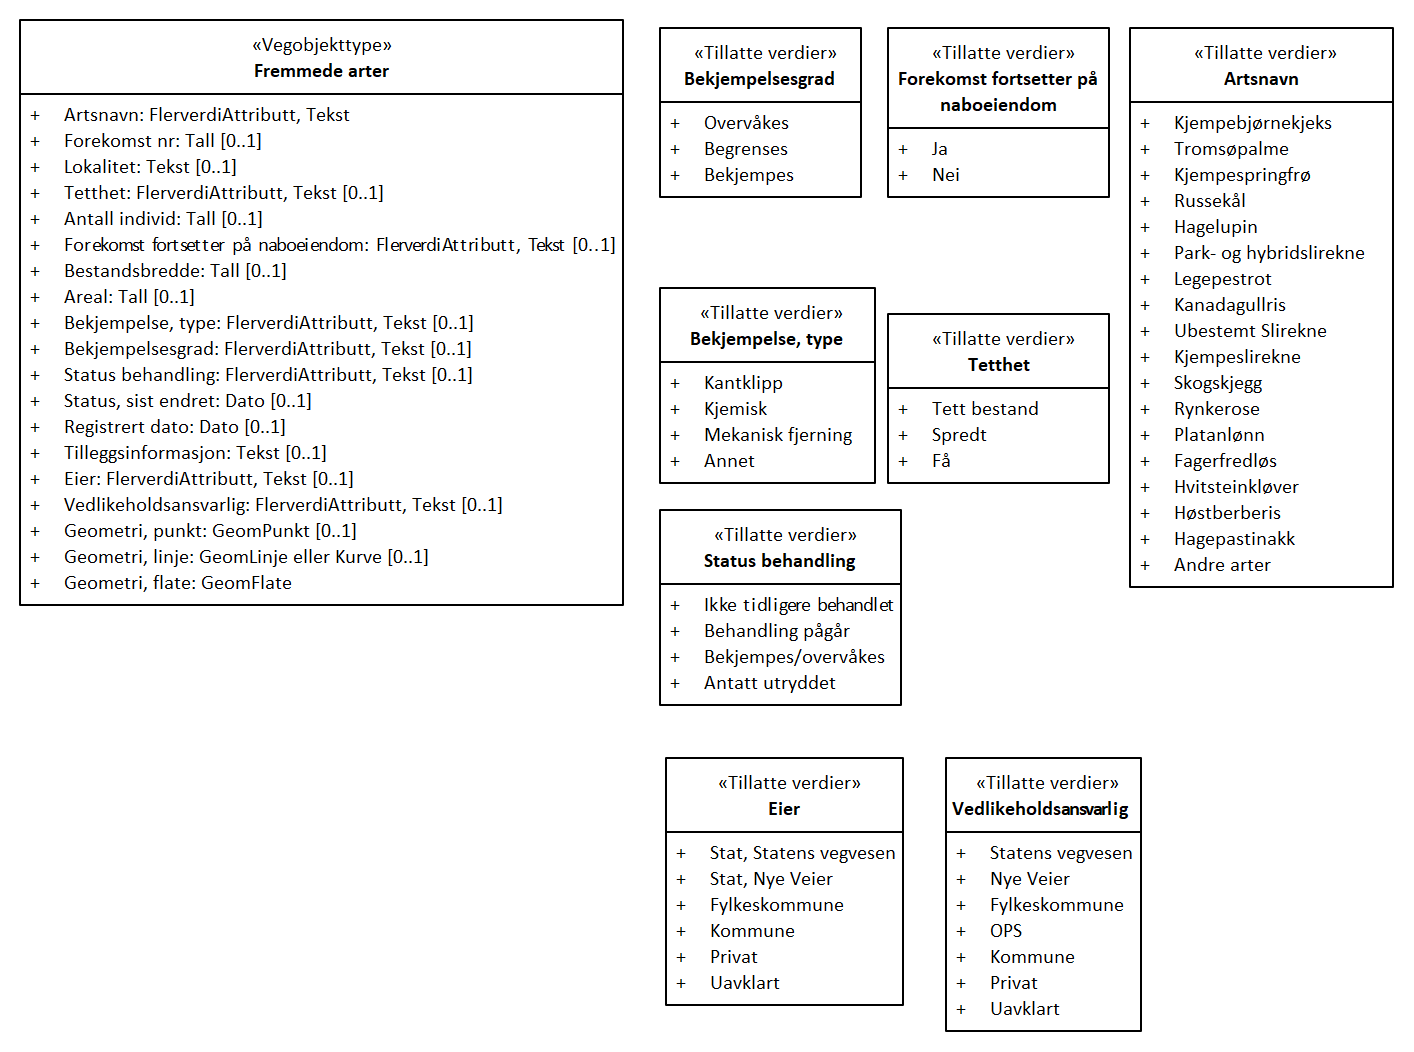 «Vegobjekttype»
Fremmede arter
+ Artsnavn: FlerverdiAttributt, Tekst
+ Forekomst nr: Tall [0..1]
+ Lokalitet: Tekst [0..1]
+ Tetthet: FlerverdiAttributt, Tekst [0..1]
+ Antall individ: Tall [0..1]
+ Forekomst fortsetter på naboeiendom: FlerverdiAttributt, Tekst [0..1]
+ Bestandsbredde: Tall [0..1]
+ Areal: Tall [0..1]
+ Bekjempelse, type: FlerverdiAttributt, Tekst [0..1]
+ Bekjempelsesgrad: FlerverdiAttributt, Tekst [0..1]
+ Status behandling: FlerverdiAttributt, Tekst [0..1]
+ Status, sist endret: Dato [0..1]
+ Registrert dato: Dato [0..1]
+ Tilleggsinformasjon: Tekst [0..1]
+ Eier: FlerverdiAttributt, Tekst [0..1]
+ Vedlikeholdsansvarlig: FlerverdiAttributt, Tekst [0..1]
+ Geometri, punkt: GeomPunkt [0..1]
+ Geometri, linje: GeomLinje eller Kurve [0..1]
+ Geometri, flate: GeomFlate
«Tillatte verdier»
Bekjempelsesgrad
+ Overvåkes
+ Begrenses
+ Bekjempes
«Tillatte verdier»
Forekomst fortsetter på
naboeiendom
+ Ja
+ Nei
«Tillatte verdier»
Artsnavn
+ Kjempebjørnekjeks
+ Tromsøpalme
+ Kjempespringfrø
+ Russekål
+ Hagelupin
+ Park- og hybridslirekne
+ Legepestrot
+ Kanadagullris
+ Ubestemt Slirekne
+ Kjempeslirekne
+ Skogskjegg
+ Rynkerose
+ Platanlønn
+ Fagerfredløs
+ Hvitsteinkløver
+ Høstberberis
+ Hagepastinakk
+ Andre arter
«Tillatte verdier»
Bekjempelse, type
+ Kantklipp
+ Kjemisk
+ Mekanisk fjerning
+ Annet
«Tillatte verdier»
Tetthet
+ Tett bestand
+ Spredt
+ Få
«Tillatte verdier»
Status behandling
+ Ikke tidligere behandlet
+ Behandling pågår
+ Bekjempes/overvåkes
+ Antatt utryddet
«Tillatte verdier»
Eier
+ Stat, Statens vegvesen
+ Stat, Nye Veier
+ Fylkeskommune
+ Kommune
+ Privat
+ Uavklart
«Tillatte verdier»
Vedlikeholdsansvarlig
+ Statens vegvesen
+ Nye Veier
+ Fylkeskommune
+ OPS
+ Kommune
+ Privat
+ Uavklart